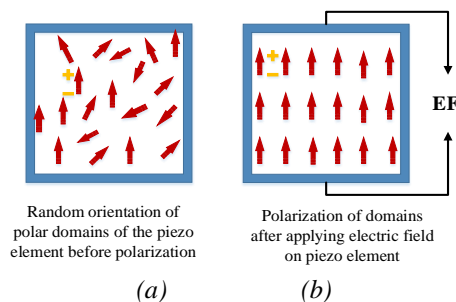 +
−
+
−
EF
Random orientation of
polar domains of the piezo
element before polarization
Polarization of domains
after applying electric field
on piezo element
(a)
(b)